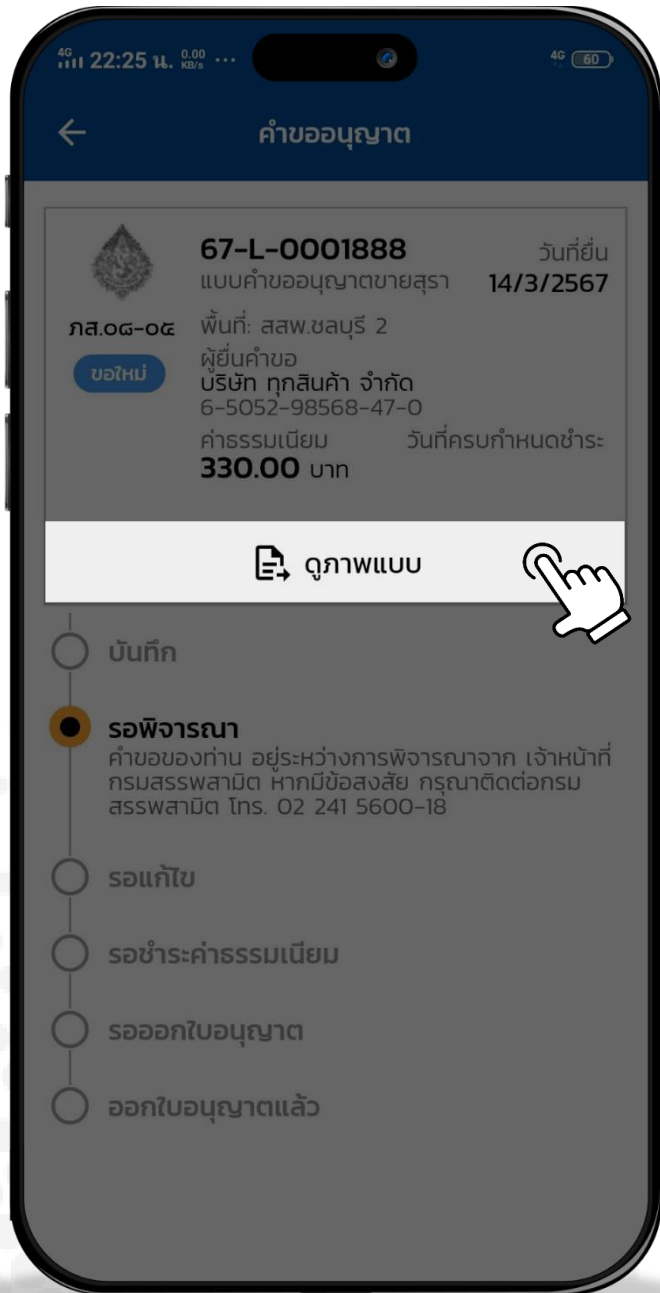 4G 22:25 น. 0.00 KB/s ... 4G 60
คำขออนุญาต
67-L-0001888 วันที่ยื่น
แบบคำขออนุญาตขายสุรา 14/3/2567
ภส.๐๘-๐๕ พื้นที่: สสพ.ชลบุรี 2
ขอใหม่ ผู้ยื่นคำขอ
บริษัท ทุกสินค้า จำกัด
6-5052-98568-47-0
ค่าธรรมเนียม วันที่ครบกำหนดชำระ
330.00 บาท
ดูภาพแบบ
บันทึก
รอพิจารณา
คำขอของท่าน อยู่ระหว่างการพิจารณาจาก เจ้าหน้าที่
กรมสรรพสามิต หากมีข้อสงสัย กรุณาติดต่อกรม
สรรพสามิต โทร. 02 241 5600-18
รอแก้ไข
รอชำระค่าธรรมเนียม
รอออกใบอนุญาต
ออกใบอนุญาตแล้ว